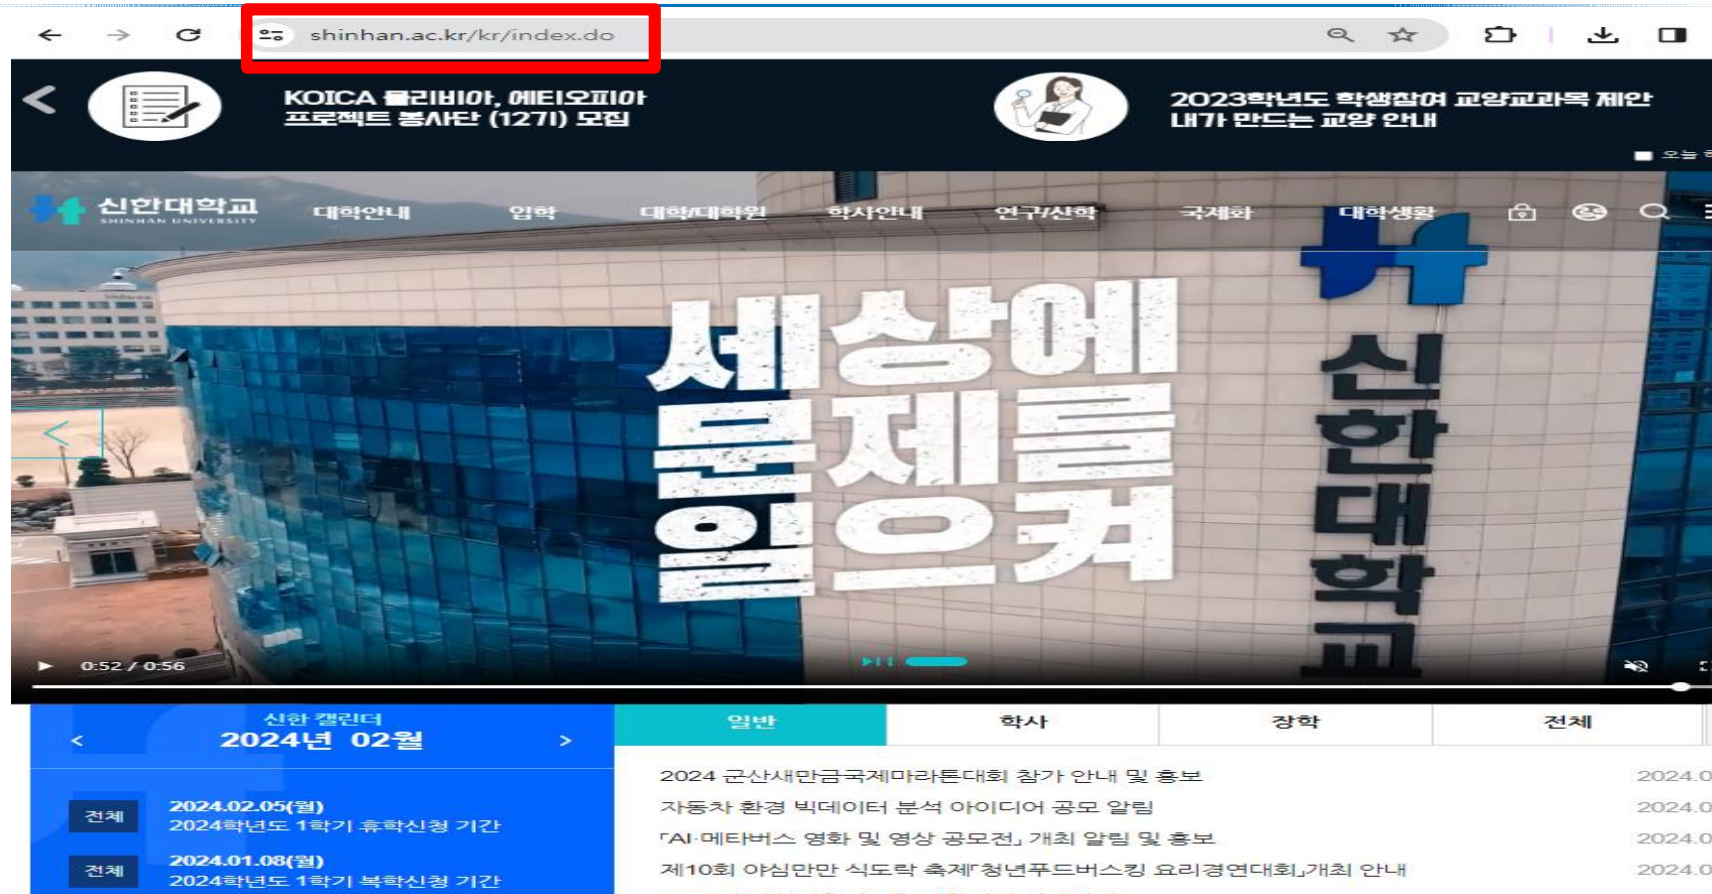 shinhan.ac.kr/kr/index.do
KOICA 볼리비아, 에티오피아
프로젝트 봉사단 (12기) 모집
2023학년도 학생참여 교양교과목 제안
내가 만드는 교양 안내
오늘
신한대학교
SHINHAN UNIVERSITY
대학안내 입학 대학/대학원 학사안내 연구/산학 국제화 대학생활
세상에
문제를
일으켜
신한대학교
0:52 / 0:56
신한 캘린더
2024년 02월
일반 학사 장학 전체
2024 군산새만금국제마라톤대회 참가 안내 및 홍보 2024.0
자동차 환경 빅데이터 분석 아이디어 공모 알림 2024.0
「AI·메타버스 영화 및 영상 공모전」 개최 알림 및 홍보 2024.0
제10회 야심만만 식도락 축제「청년푸드버스킹 요리경연대회」개최 안내 2024.0
전체 2024.02.05(월)
2024학년도 1학기 휴학신청 기간
전체 2024.01.08(월)
2024학년도 1학기 복학신청 기간